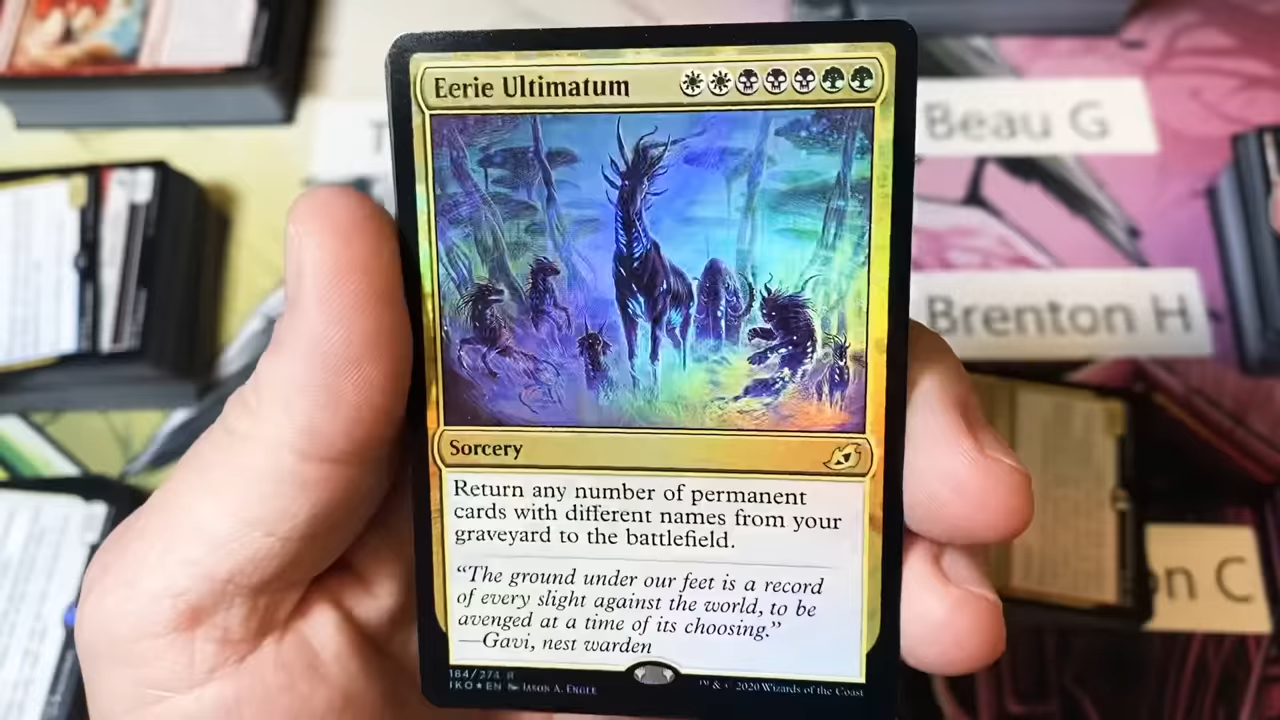 Eerie Ultimatum
Beau G
Brenton H
Sorcery
Return any number of permanent
cards with different names from your
graveyard to the battlefield.
“The ground under our feet is a record
of every slight against the world, to be
avenged at a time of its choosing.”
—Gavi, nest warden
on C
184/274 R
IKO★EN Jason A. Engle
™ & © 2020 Wizards of the Coast